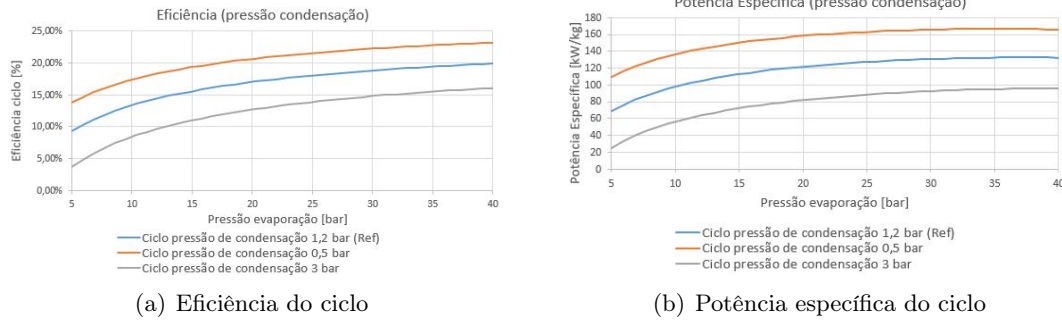 Eficiência (pressão condensação)
Eficiência ciclo [%]
25,00%
20,00%
15,00%
10,00%
5,00%
0,00%
5 10 15 20 25 30 35 40
Pressão evaporação [bar]
Ciclo pressão de condensação 1,2 bar (Ref)
Ciclo pressão de condensação 0,5 bar
Ciclo pressão de condensação 3 bar
(a) Eficiência do ciclo
Potência Específica (pressão condensação)
Potência Específica [kW/kg]
180
160
140
120
100
80
60
40
20
0
5 10 15 20 25 30 35 40
Pressão evaporação [bar]
Ciclo pressão de condensação 1,2 bar (Ref)
Ciclo pressão de condensação 0,5 bar
Ciclo pressão de condensação 3 bar
(b) Potência específica do ciclo